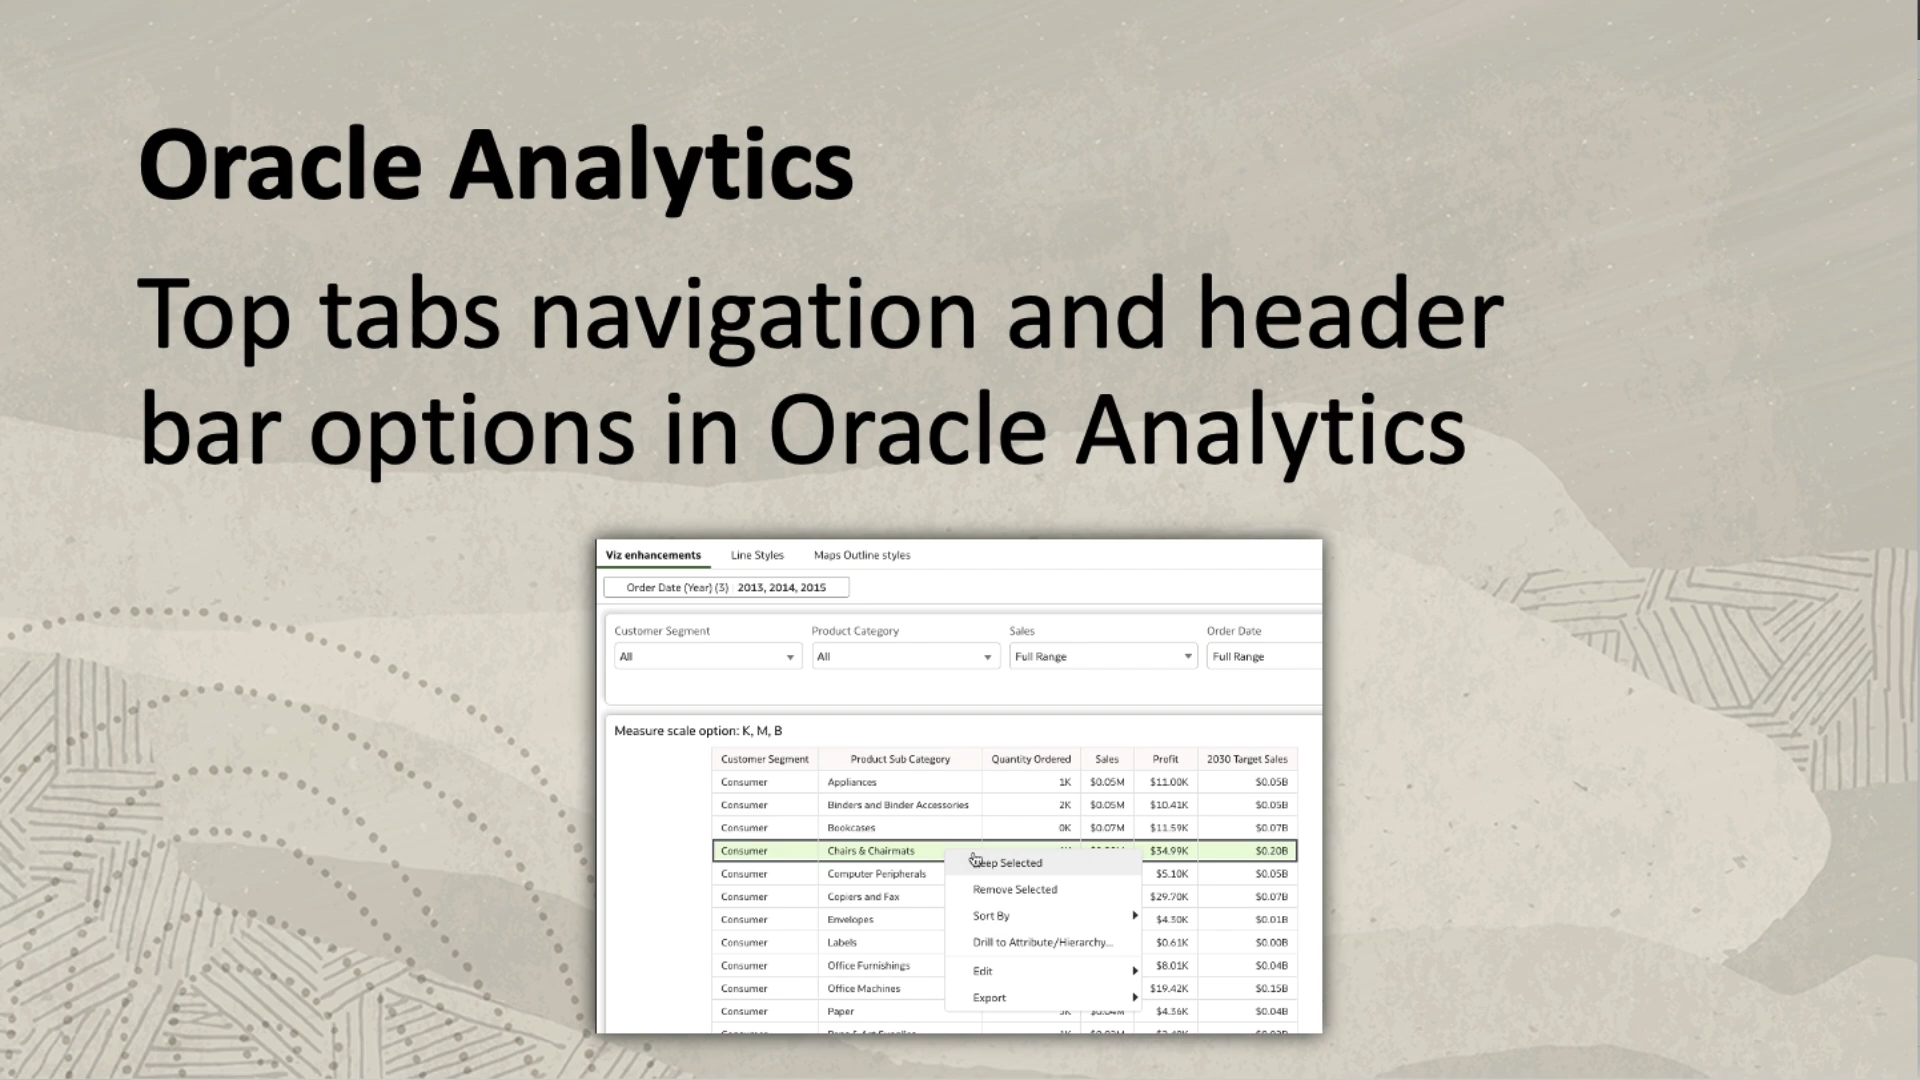 Oracle Analytics
Top tabs navigation and header
bar options in Oracle Analytics
Viz enhancements Line Styles Maps Outline styles
Order Date (Year) (3) 2013, 2014, 2015
Customer Segment Product Category Sales Order Date
All All Full Range Full Range
Measure scale option: K, M, B
Customer Segment Product Sub Category Quantity Ordered Sales Profit 2030 Target Sales
Consumer Appliances 1K $0.05M $11.00K $0.05B
Consumer Binders and Binder Accessories 2K $0.05M $10.41K $0.05B
Consumer Bookcases 0K $0.07M $11.59K $0.07B
Consumer Chairs & Chairmats $34.99K $0.20B
Selected
Consumer Computer Peripherals $5.10K $0.05B
Remove Selected
Consumer Copiers and Fax $29.70K $0.07B
Sort By
Consumer Envelopes $4.30K $0.01B
Consumer Labels Drill to Attribute/Hierarchy... $0.61K $0.00B
Consumer Office Furnishings $8.01K $0.04B
Edit
Consumer Office Machines $19.42K $0.15B
Export
Consumer Paper $4.36K $0.04B